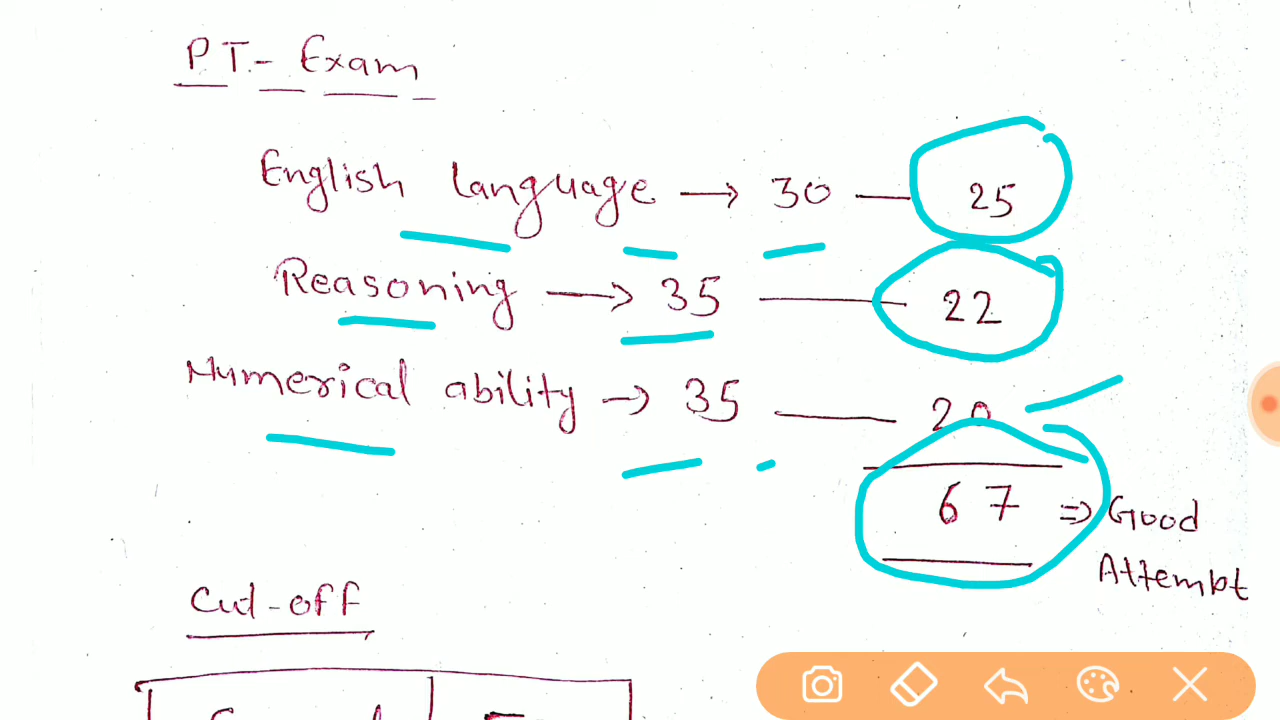 PT- Exam
English language → 30 — 25
Reasoning → 35 — 22
Numerical ability → 35 — 20
67 ⇒ Good
Attempt
Cut-off